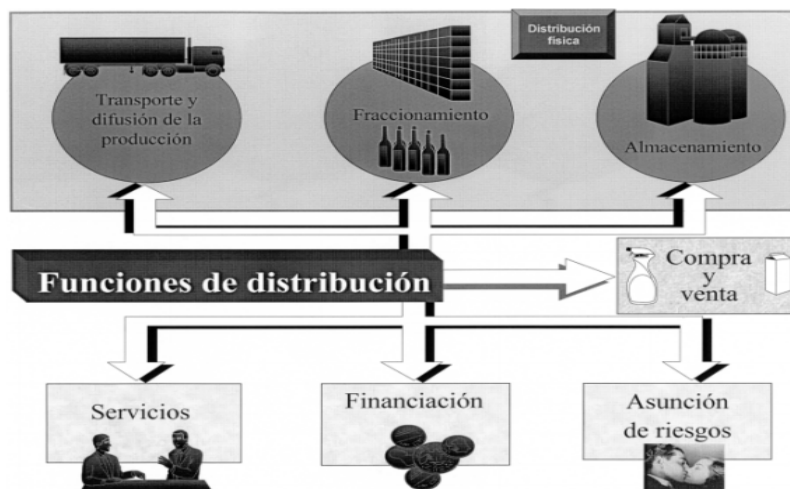 Distribución
física
Transporte y
difusión de la
producción
Fraccionamiento
Almacenamiento
Funciones de distribución
Compra
y
venta
Servicios
Financiación
Asunción
de riesgos